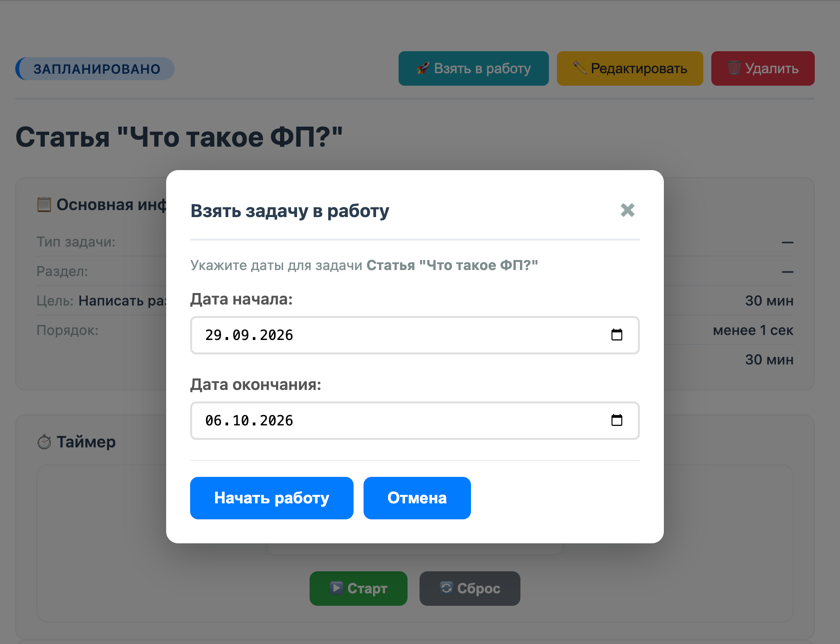 ЗАПЛАНИРОВАНО
🚀 Взять в работу
✏️ Редактировать
🗑️ Удалить
Статья "Что такое ФП?"
📋 Основная инф
Тип задачи:
—
Раздел:
—
Цель: Написать
30 мин
Порядок:
менее 1 сек
30 мин
Взять задачу в работу
✖
Укажите даты для задачи Статья "Что такое ФП?"
Дата начала:
29.09.2026
Дата окончания:
06.10.2026
Начать работу
Отмена
⏱️ Таймер
▶️ Старт
🔄 Сброс